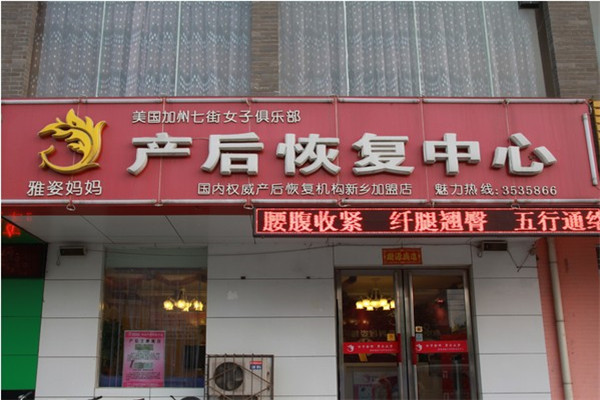 美国加州七街女子俱乐部
产后恢复中心
雅姿妈妈
国内权威产后恢复机构新乡加盟店 魅力热线:3535866
腰腹收紧 纤腿翘臀 五行通络